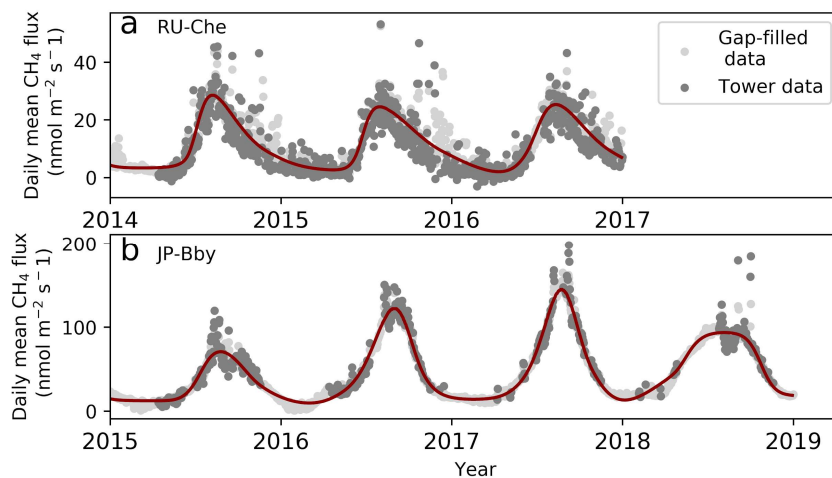 a RU-Che
Gap-filled
data
Tower data
Daily mean CH₄ flux
(nmol m⁻² s⁻¹)
40
20
0
2014 2015 2016 2017
b JP-Bby
Daily mean CH₄ flux
(nmol m⁻² s⁻¹)
200
100
0
2015 2016 2017 2018 2019
Year